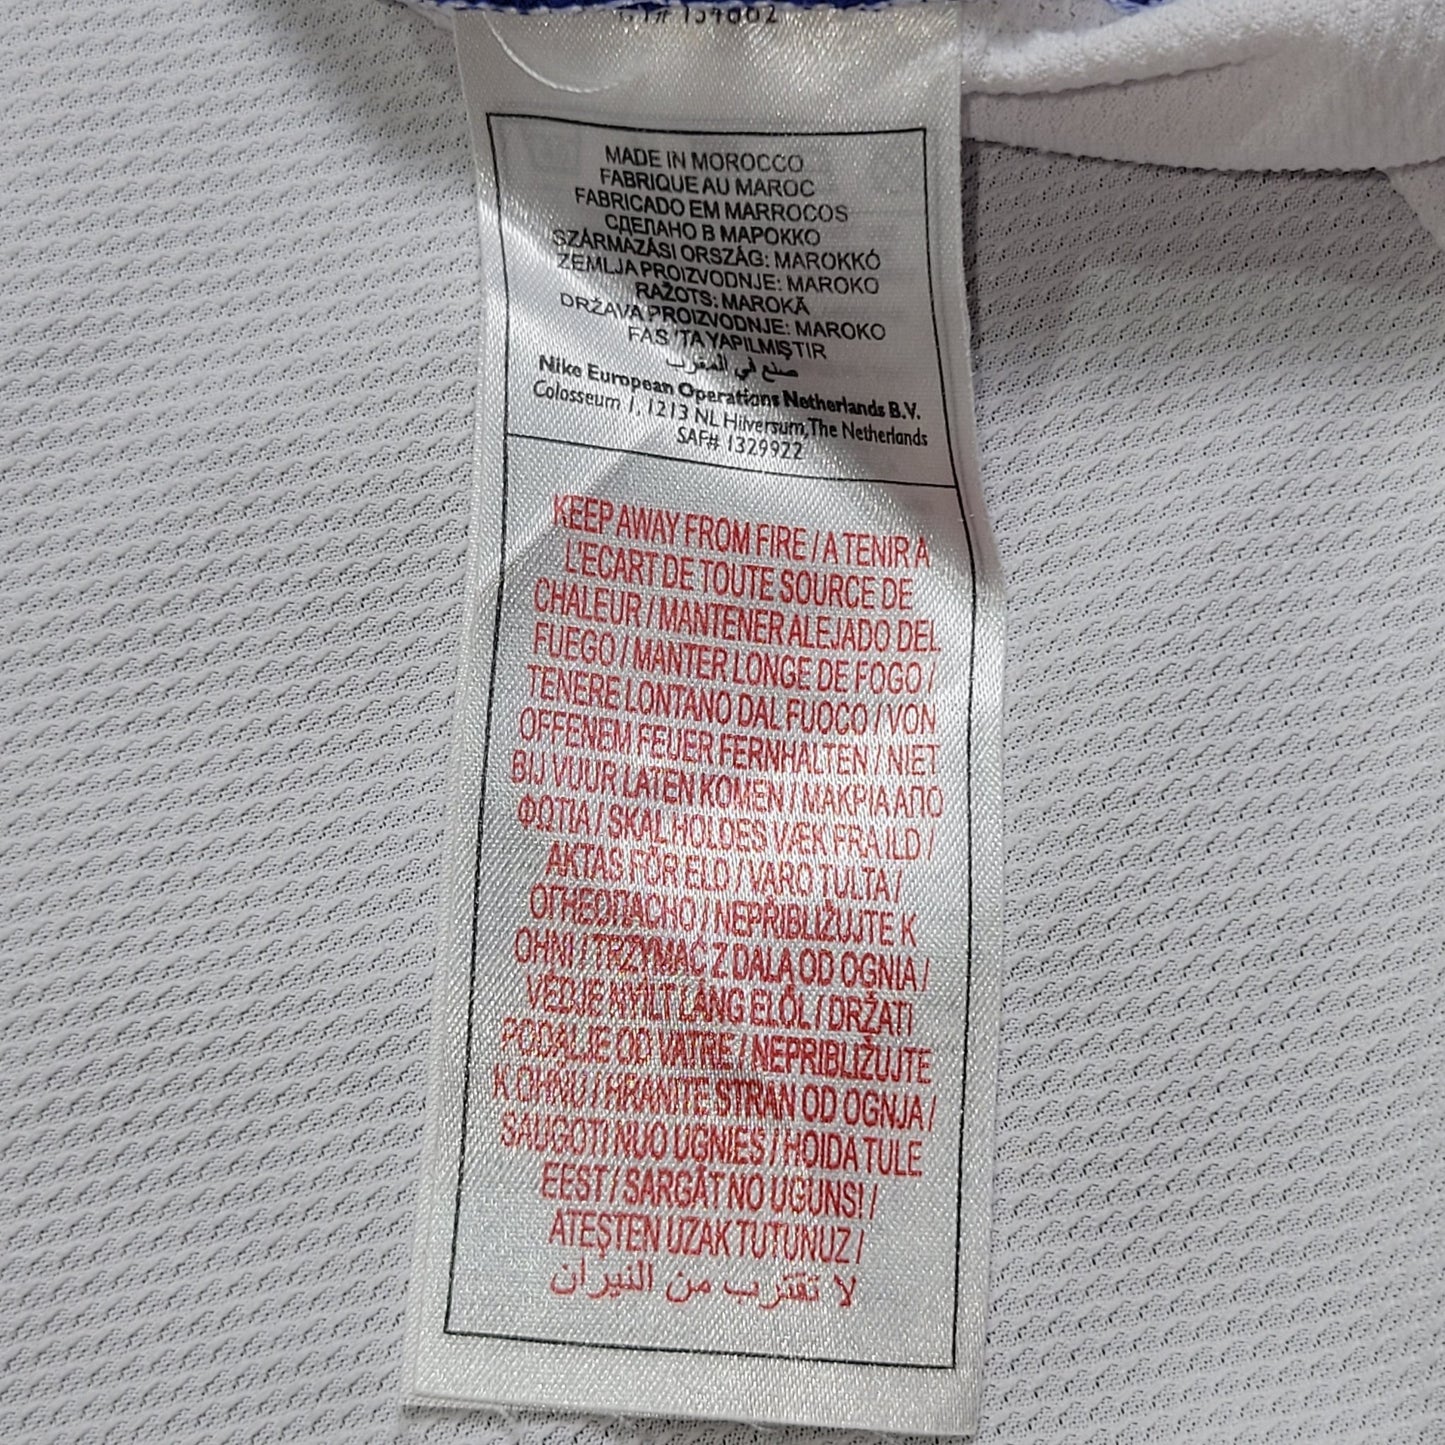 MADE IN MOROCCO
FABRIQUE AU MAROC
FABRICADO EM MARROCOS
СДЕЛАНО В МАРОККО
SZÁRMAZÁSI ORSZÁG: MAROKKÓ
ZEMLJA PROIZVODNJE: MAROKO
RAŽOTS: MAROKĀ
DRŽAVA PROIZVODNJE: MAROKO
FAS 'TA YAPILMIŞTIR
صنع في المغرب
Nike European Operations Netherlands B.V.
Colosseum 1, 1213 NL Hilversum, The Netherlands
SAF# 1329922
KEEP AWAY FROM FIRE / A TENIR A
L'ECART DE TOUTE SOURCE DE
CHALEUR / MANTENER ALEJADO DEL
FUEGO / MANTER LONGE DE FOGO /
TENERE LONTANO DAL FUOCO / VON
OFFENEM FEUER FERNHALTEN / NIET
BIJ VUUR LATEN KOMEN / ΜΑΚΡΙΑ ΑΠΟ
ΦΩΤΙΑ / SKAL HOLDES VÆK FRA ILD /
AKTAS FÖR ELD / VARO TULTA /
ОГНЕОПАСНО / NEPŘIBLIŽUJTE K
OHNI / TRZYMAĆ Z DALA OD OGNIA /
VÉDJE NYÍLT LÁNG ELŐL / DRŽATI
PODALJE OD VATRE / NEPRIBLIŽUJTE
K OHNU / HRANITE STRAN OD OGNJA /
SAUGOTI NUO UGNIES / HOIDA TULE
EEST / SARGĀT NO UGUNS! /
ATEŞTEN UZAK TUTUNUZ /
لا تقترب من النيران